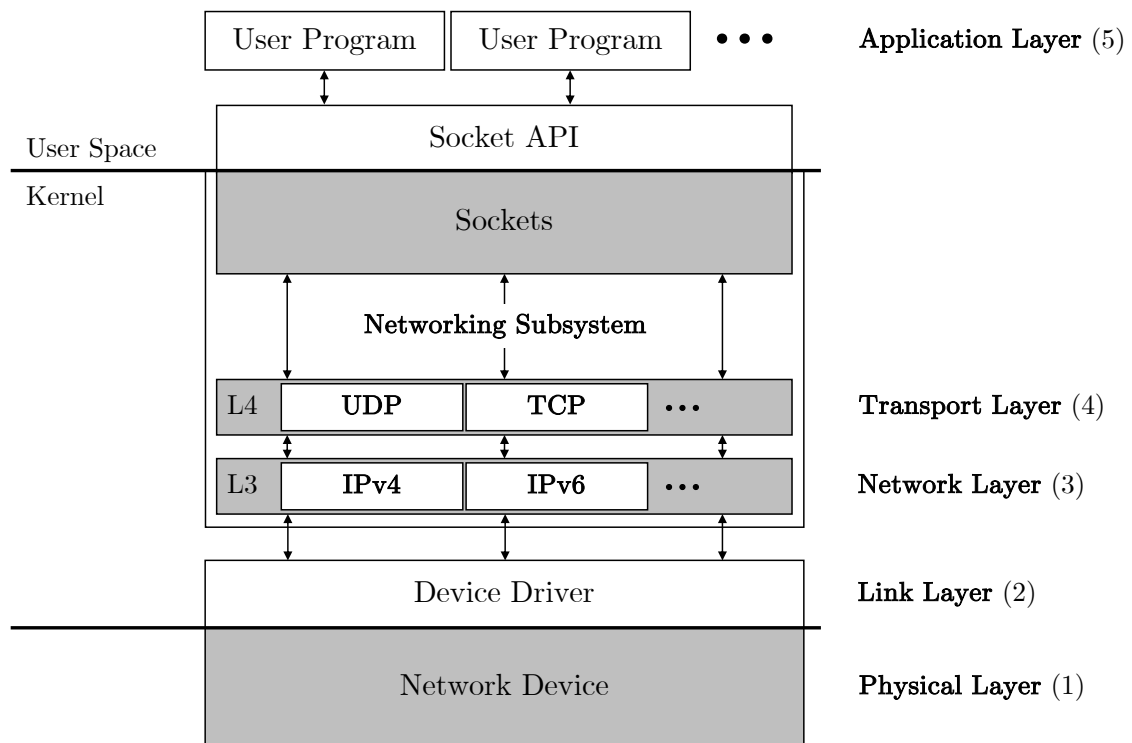 User Program User Program ••• Application Layer (5)
Socket API
User Space
Kernel
Sockets
Networking Subsystem
L4 UDP TCP ••• Transport Layer (4)
L3 IPv4 IPv6 ••• Network Layer (3)
Device Driver Link Layer (2)
Network Device Physical Layer (1)